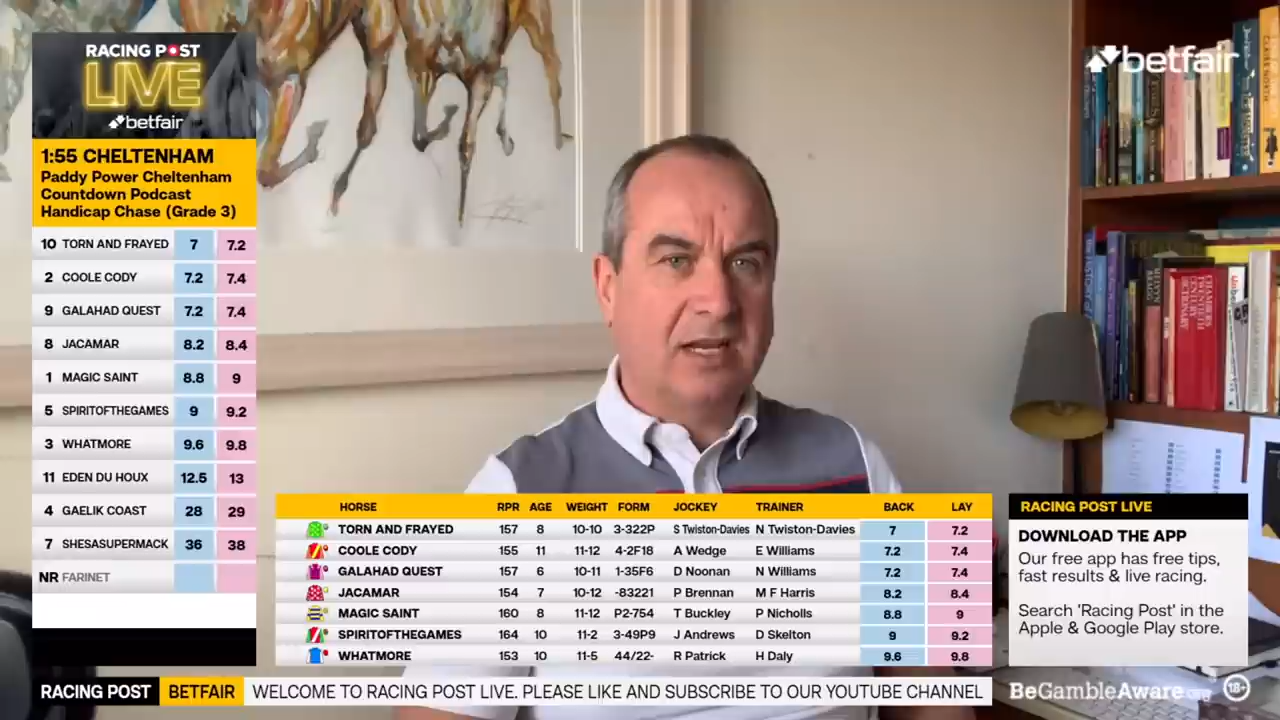 RACING POST
LIVE
betfair
1:55 CHELTENHAM
Paddy Power Cheltenham
Countdown Podcast
Handicap Chase (Grade 3)
10 TORN AND FRAYED 7 7.2
2 COOLE CODY 7.2 7.4
9 GALAHAD QUEST 7.2 7.4
8 JACAMAR 8.2 8.4
1 MAGIC SAINT 8.8 9
5 SPIRITOFTHEGAMES 9 9.2
3 WHATMORE 9.6 9.8
11 EDEN DU HOUX 12.5 13
4 GAELIK COAST 28 29
7 SHESASUPERMACK 36 38
NR FARINET
betfair
CHAMBERS
TWENTIETH
CENTURY
DICTIONARY
HORSE RPR AGE WEIGHT FORM JOCKEY TRAINER BACK LAY
TORN AND FRAYED 157 8 10-10 3-322P S Twiston-Davies N Twiston-Davies 7 7.2
COOLE CODY 155 11 11-12 4-2F18 A Wedge E Williams 7.2 7.4
GALAHAD QUEST 157 6 10-11 1-35F6 D Noonan N Williams 7.2 7.4
JACAMAR 154 7 10-12 -83221 P Brennan M F Harris 8.2 8.4
MAGIC SAINT 160 8 11-12 P2-754 T Buckley P Nicholls 8.8 9
SPIRITOFTHEGAMES 164 10 11-2 3-49P9 J Andrews D Skelton 9 9.2
WHATMORE 153 10 11-5 44/22- R Patrick H Daly 9.6 9.8
RACING POST LIVE
DOWNLOAD THE APP
Our free app has free tips,
fast results & live racing.
Search 'Racing Post' in the
Apple & Google Play store.
RACING POST BETFAIR WELCOME TO RACING POST LIVE. PLEASE LIKE AND SUBSCRIBE TO OUR YOUTUBE CHANNEL
BeGambleAware.org 18+